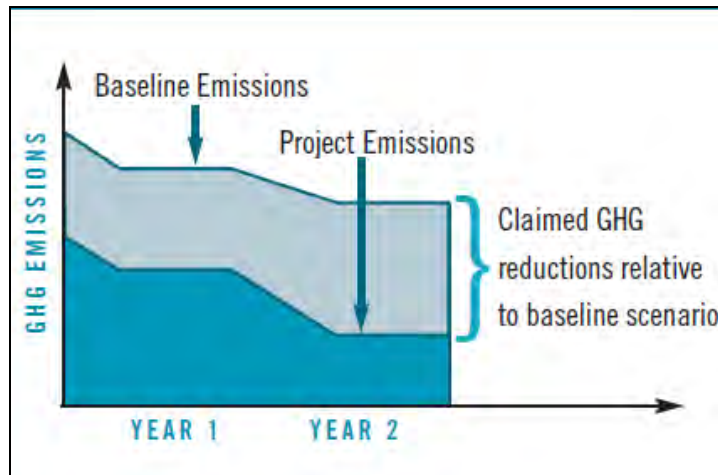 Baseline Emissions
Project Emissions
GHG EMISSIONS
Claimed GHG
reductions relative
to baseline scenario
YEAR 1
YEAR 2